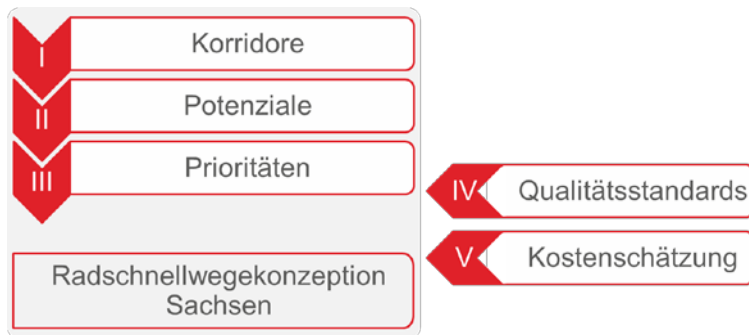 I
Korridore
II
Potenziale
III
Prioritäten
IV
Qualitätsstandards
V
Kostenschätzung
Radschnellwegekonzeption
Sachsen